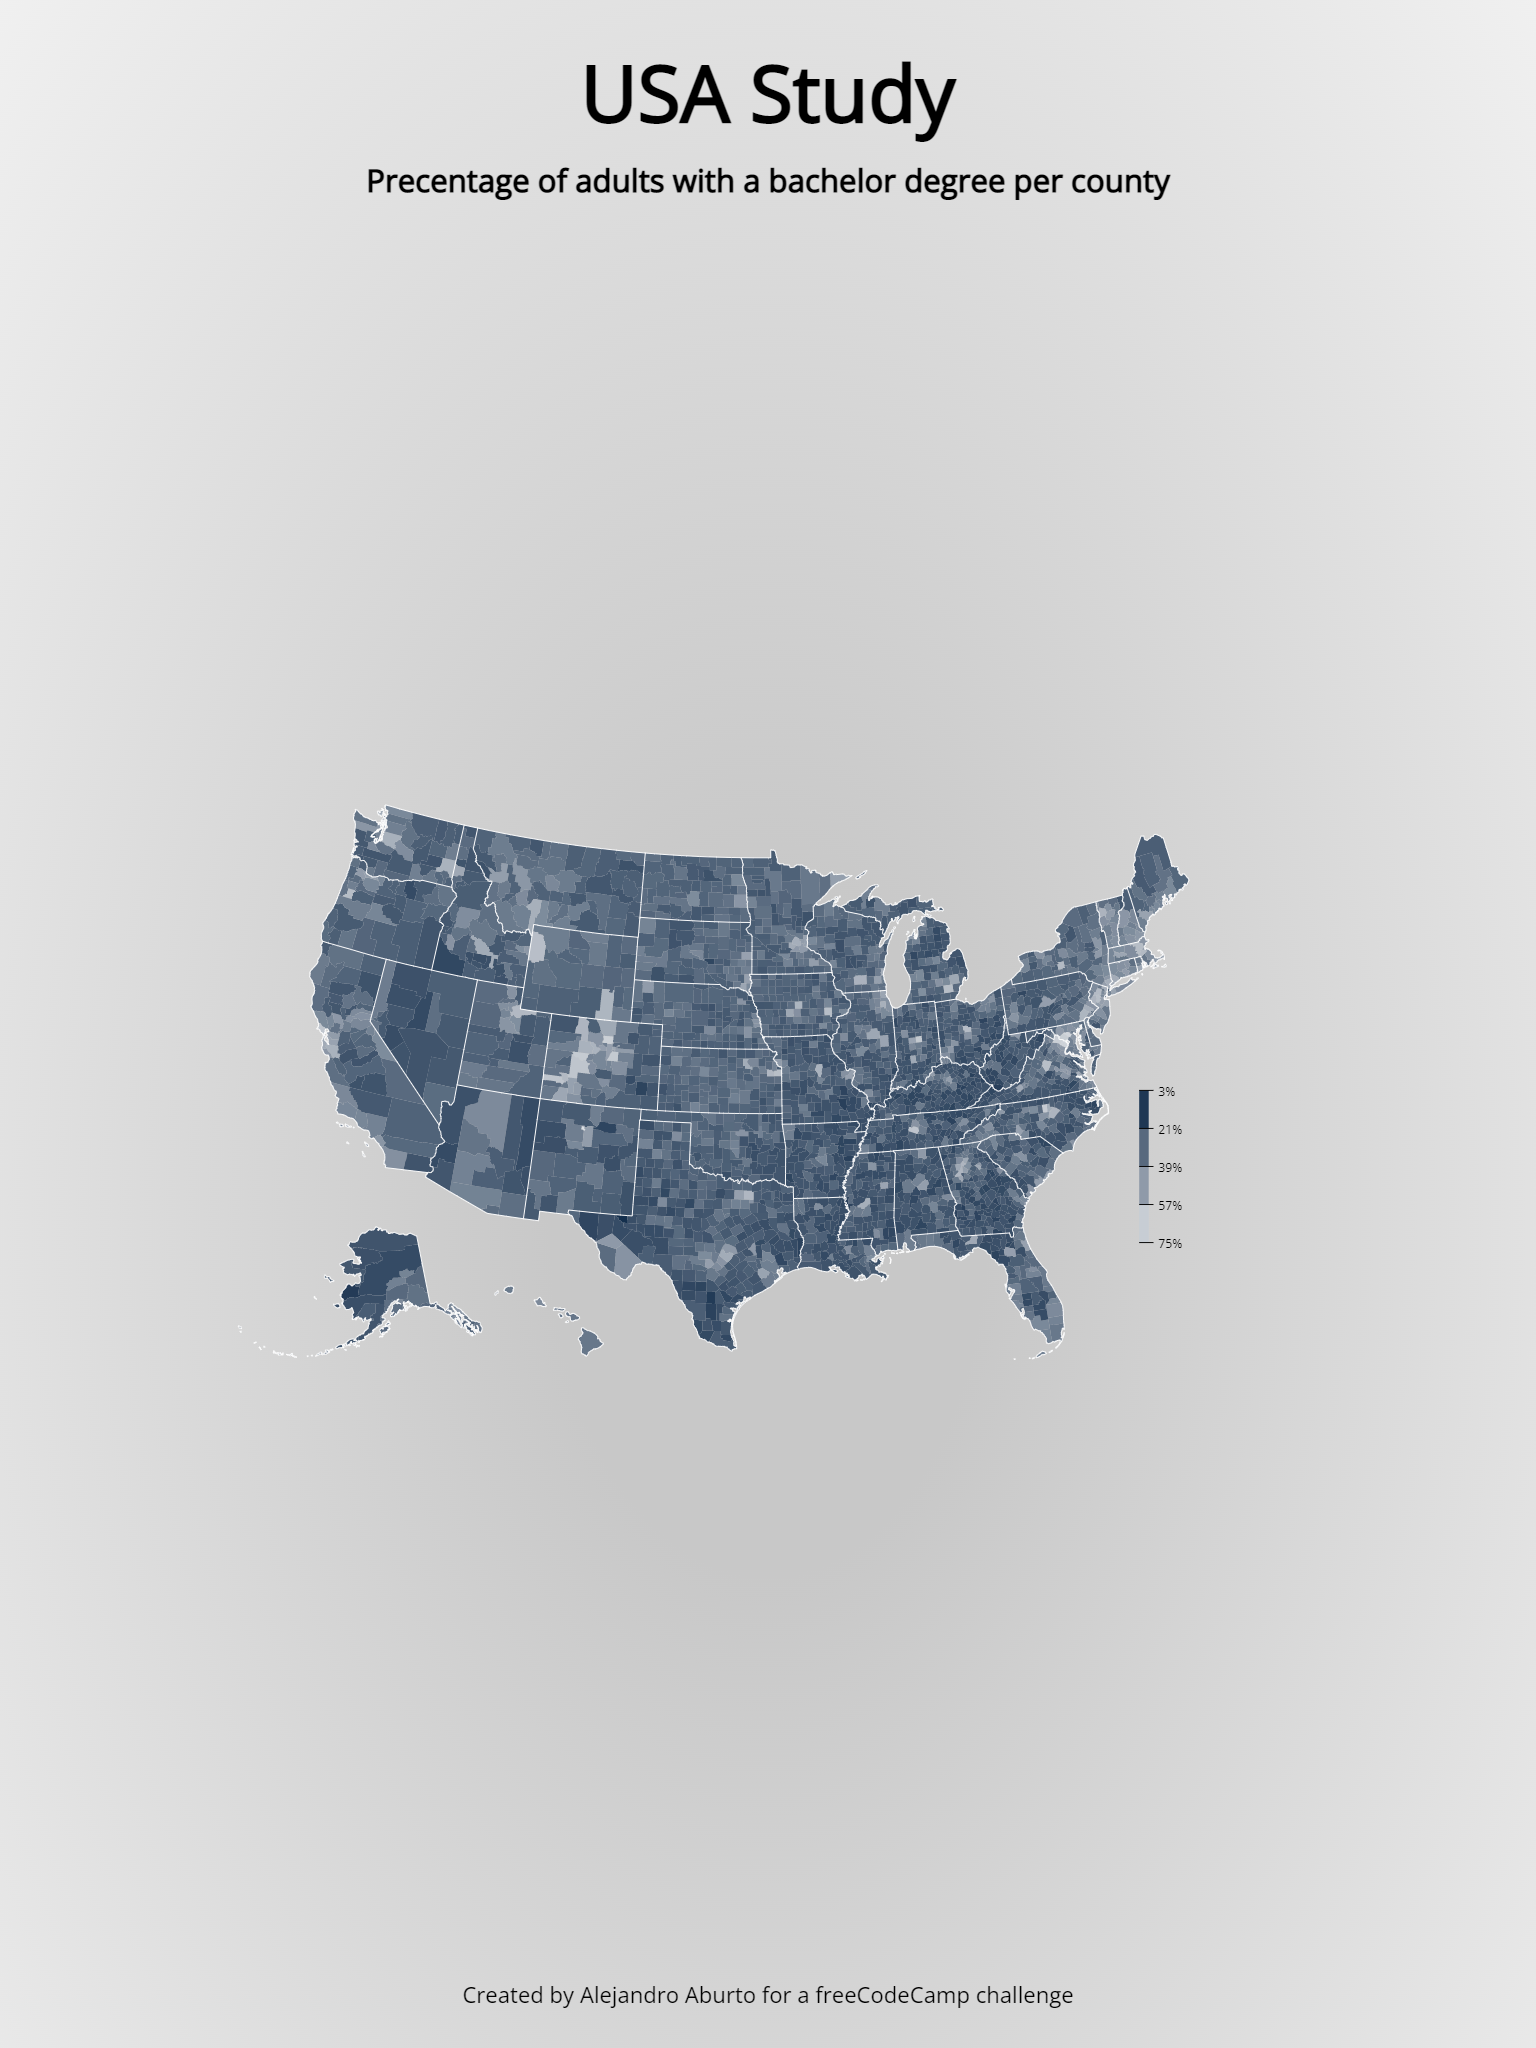 USA Study
Precentage of adults with a bachelor degree per county
3%
21%
39%
57%
75%
Created by Alejandro Aburto for a freeCodeCamp challenge